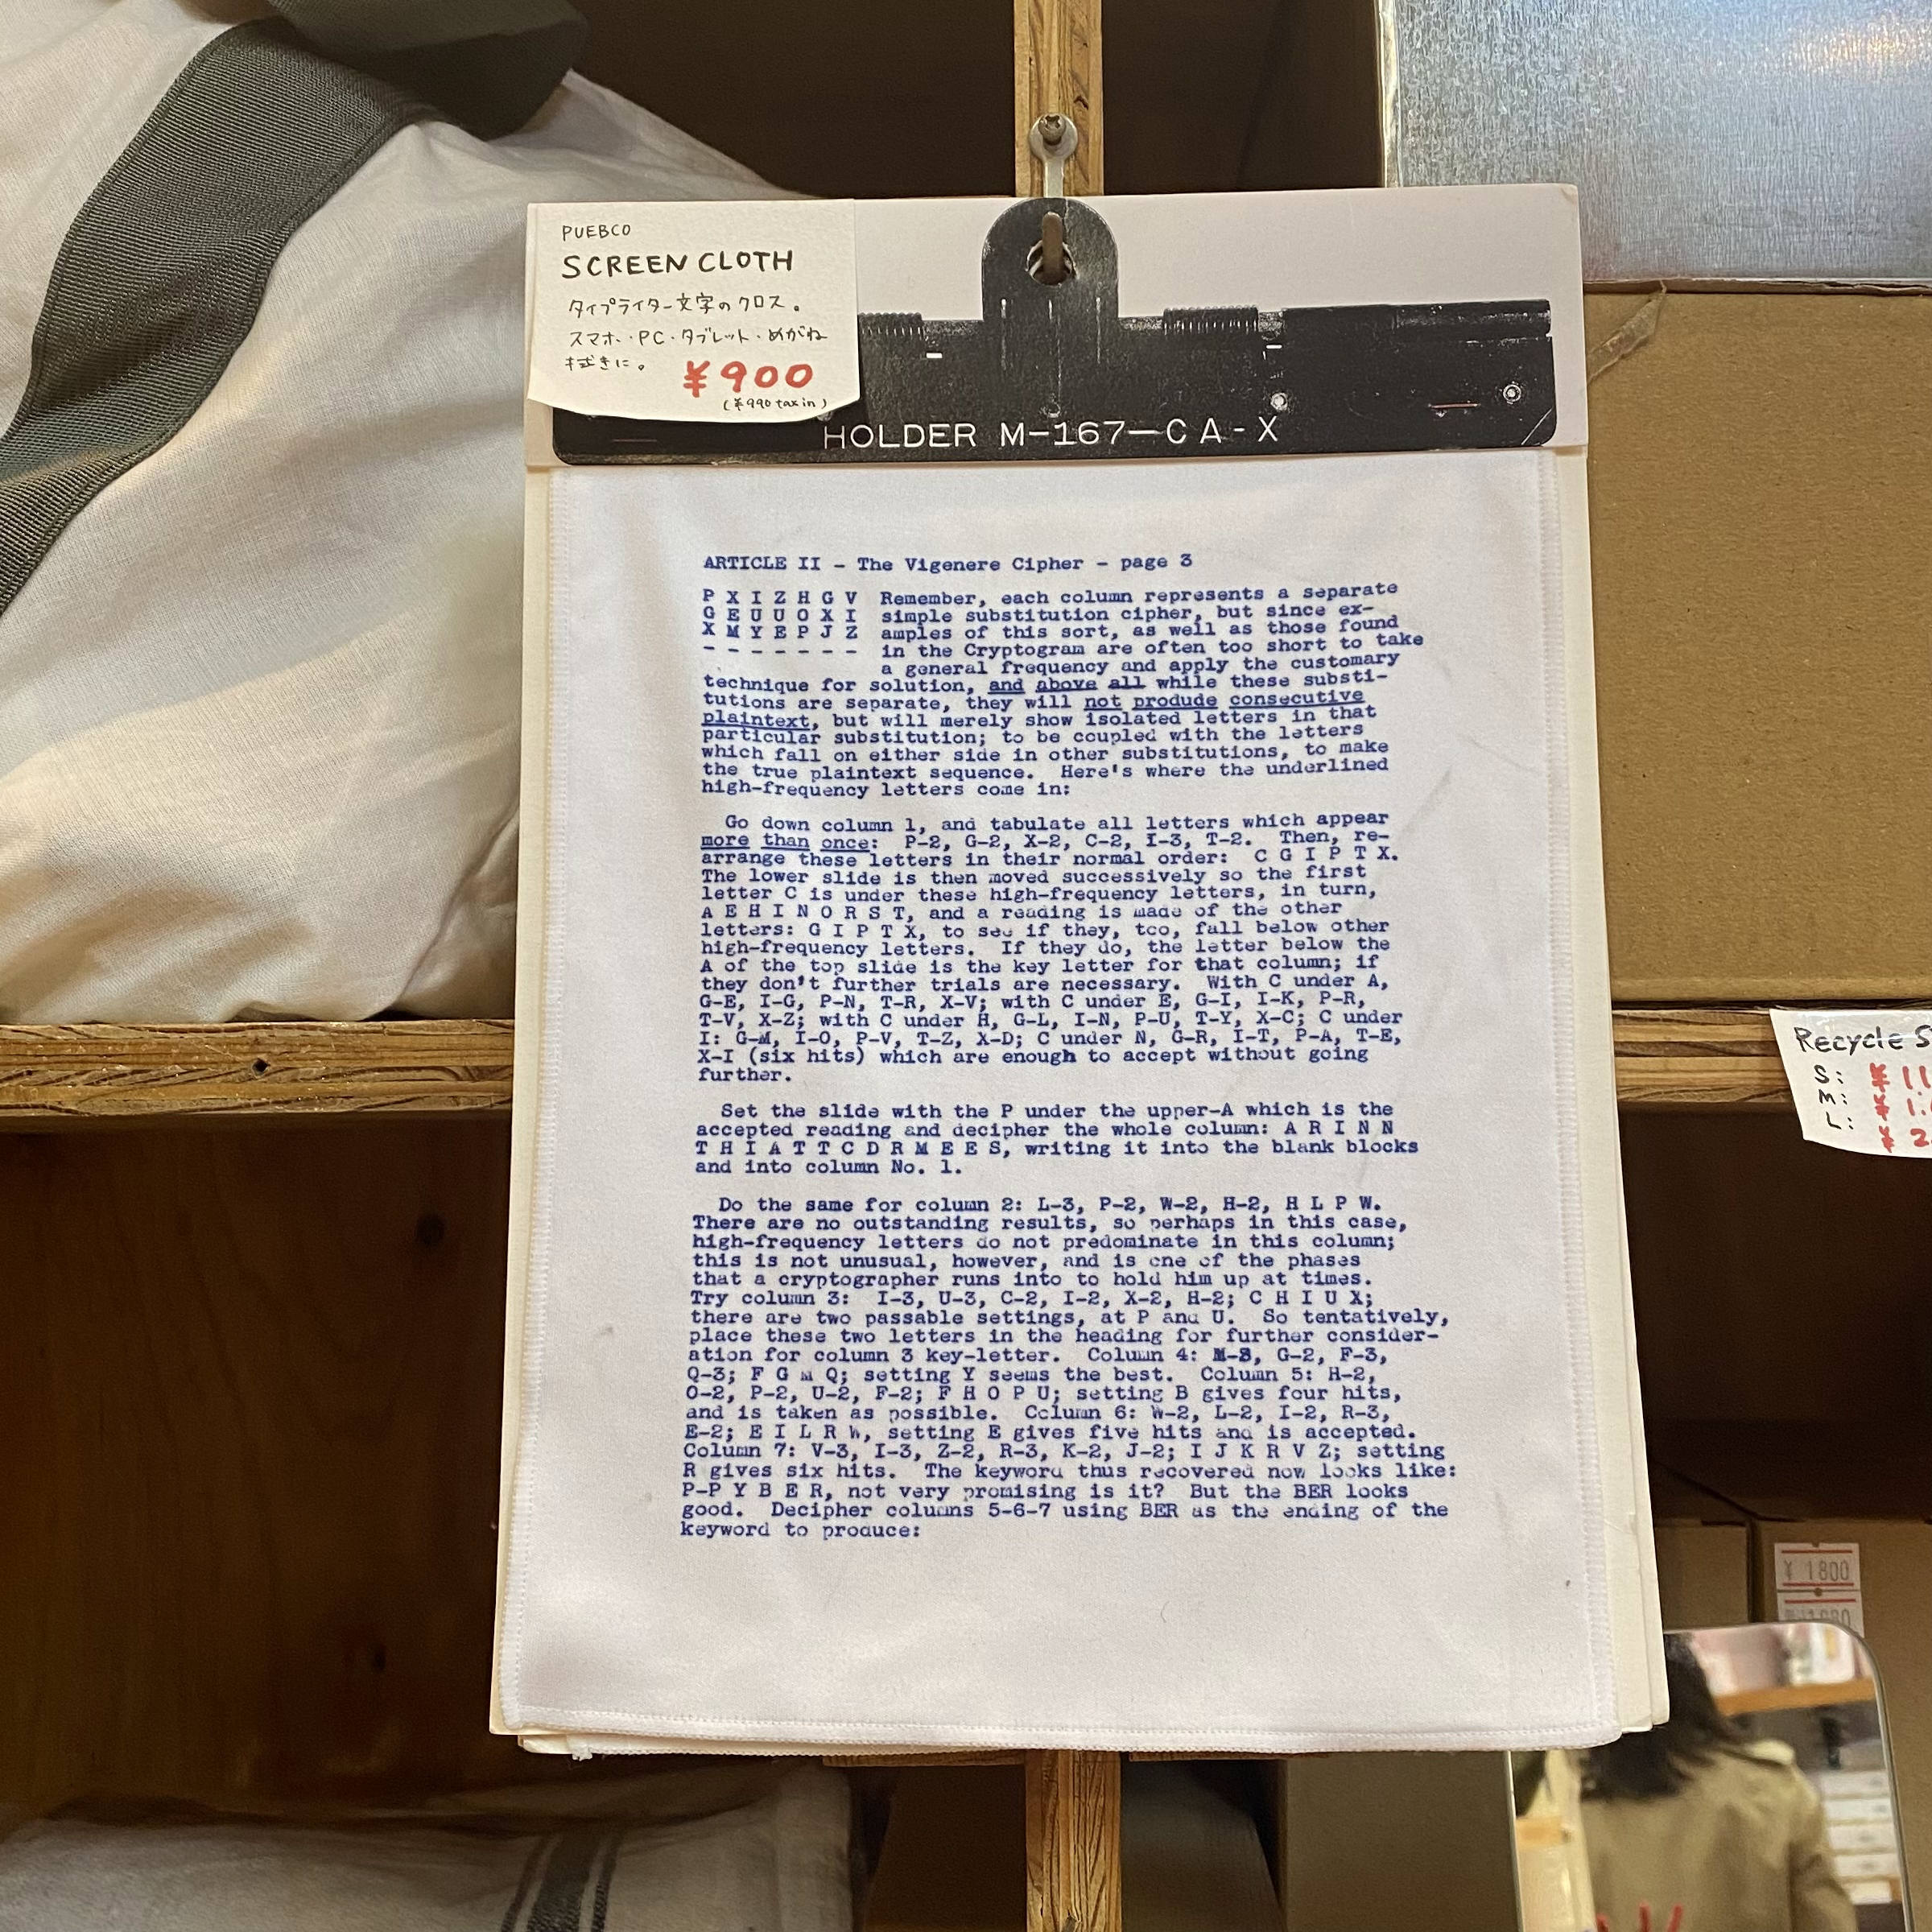 PUEBCO
SCREEN CLOTH
タイプライター文字のクロス。
スマホ・PC・タブレット・めがね
拭きに。
¥900
(¥990 tax in)
HOLDER M-167-CA-X
ARTICLE II - The Vigenere Cipher - page 3
P X I Z H G V Remember, each column represents a separate
G E U U O X I simple substitution cipher, but since ex-
X M Y E P J Z amples of this sort, as well as those found
- - - - - - - in the Cryptogram are often too short to take
a general frequency and apply the customary
technique for solution, and above all while these substi-
tutions are separate, they will not produde consecutive
plaintext, but will merely show isolated letters in that
particular substitution; to be coupled with the letters
which fall on either side in other substitutions, to make
the true plaintext sequence. Here's where the underlined
high-frequency letters come in:
Go down column 1, and tabulate all letters which appear
more than once: P-2, G-2, X-2, C-2, I-3, T-2. Then, re-
arrange these letters in their normal order: C G I P T X.
The lower slide is then moved successively so the first
letter C is under these high-frequency letters, in turn,
A E H I N O R S T, and a reading is made of the other
letters: G I P T X, to see if they, too, fall below other
high-frequency letters. If they do, the letter below the
A of the top slide is the key letter for that column; if
they don't further trials are necessary. With C under A,
G-E, I-G, P-N, T-R, X-V; with C under E, G-I, I-K, P-R,
T-V, X-Z; with C under H, G-L, I-N, P-U, T-Y, X-C; C under
I: G-M, I-O, P-V, T-Z, X-D; C under N, G-R, I-T, P-A, T-E,
X-I (six hits) which are enough to accept without going
further.
Set the slide with the P under the upper-A which is the
accepted reading and decipher the whole column: A R I N N
T H I A T T C D R M E E S, writing it into the blank blocks
and into column No. 1.
Do the same for column 2: L-3, P-2, W-2, H-2, H L P W.
There are no outstanding results, so perhaps in this case,
high-frequency letters do not predominate in this column;
this is not unusual, however, and is one of the phases
that a cryptographer runs into to hold him up at times.
Try column 3: I-3, U-3, C-2, I-2, X-2, H-2; C H I U X;
there are two passable settings, at P and U. So tentatively,
place these two letters in the heading for further consider-
ation for column 3 key-letter. Column 4: M-3, G-2, F-3,
Q-3; F G M Q; setting Y seems the best. Column 5: H-2,
O-2, P-2, U-2, F-2; F H O P U; setting B gives four hits,
and is taken as possible. Column 6: W-2, L-2, I-2, R-3,
E-2; E I L R W, setting E gives five hits and is accepted.
Column 7: V-3, I-3, Z-2, R-3, K-2, J-2; I J K R V Z; setting
R gives six hits. The keyword thus recovered now looks like:
P-P Y B E R, not very promising is it? But the BER looks
good. Decipher columns 5-6-7 using BER as the ending of the
keyword to produce:
Recycle
S: ¥
M: ¥
L: ¥
¥ 1800